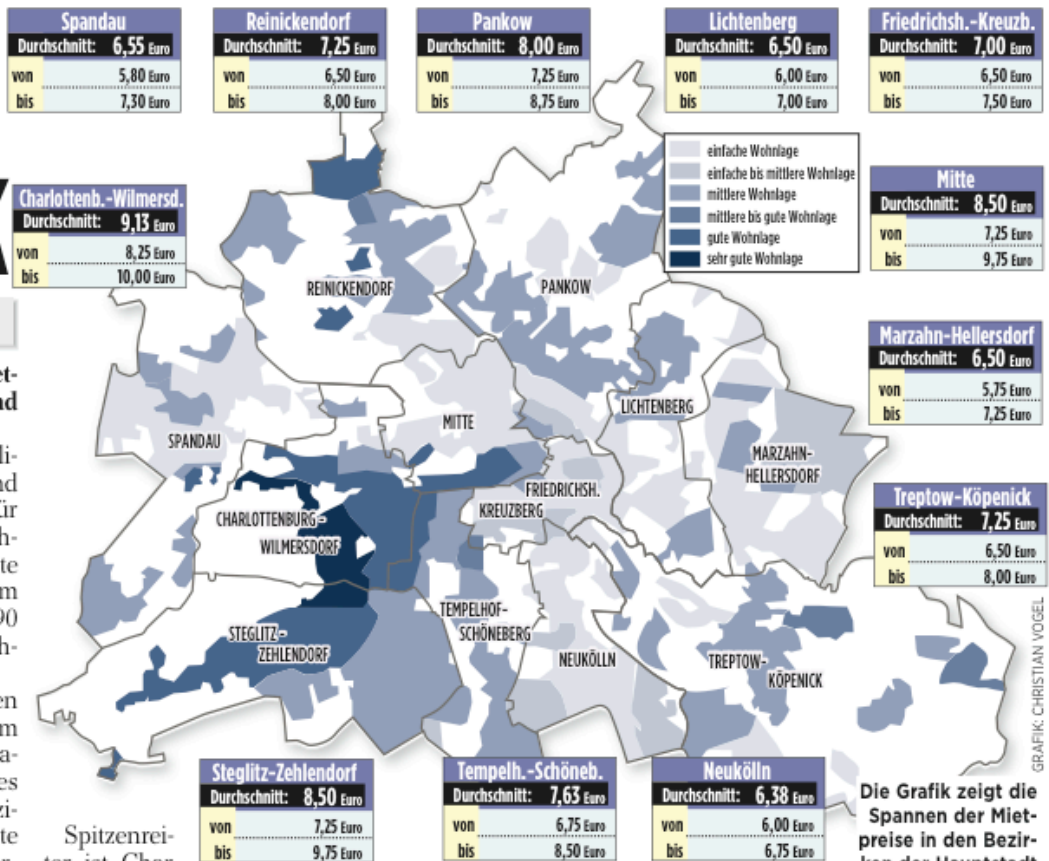 Spandau
Durchschnitt: 6,55 Euro
von 5,80 Euro
bis 7,30 Euro
Reinickendorf
Durchschnitt: 7,25 Euro
von 6,50 Euro
bis 8,00 Euro
Pankow
Durchschnitt: 8,00 Euro
von 7,25 Euro
bis 8,75 Euro
Lichtenberg
Durchschnitt: 6,50 Euro
von 6,00 Euro
bis 7,00 Euro
Friedrichsh.-Kreuzb.
Durchschnitt: 7,00 Euro
von 6,50 Euro
bis 7,50 Euro
Charlottenb.-Wilmersd.
Durchschnitt: 9,13 Euro
von 8,25 Euro
bis 10,00 Euro
einfache Wohnlage
einfache bis mittlere Wohnlage
mittlere Wohnlage
mittlere bis gute Wohnlage
gute Wohnlage
sehr gute Wohnlage
Mitte
Durchschnitt: 8,50 Euro
von 7,25 Euro
bis 9,75 Euro
Marzahn-Hellersdorf
Durchschnitt: 6,50 Euro
von 5,75 Euro
bis 7,25 Euro
Treptow-Köpenick
Durchschnitt: 7,25 Euro
von 6,50 Euro
bis 8,00 Euro
REINICKENDORF
PANKOW
SPANDAU
MITTE
LICHTENBERG
MARZAHN-
HELLERSDORF
FRIEDRICHSH.
KREUZBERG
CHARLOTTENBURG-
WILMERSDORF
TEMPELHOF-
SCHÖNEBERG
STEGLITZ-
ZEHLENDORF
NEUKÖLLN
TREPTOW-
KÖPENICK
Steglitz-Zehlendorf
Durchschnitt: 8,50 Euro
von 7,25 Euro
bis 9,75 Euro
Tempelh.-Schöneb.
Durchschnitt: 7,63 Euro
von 6,75 Euro
bis 8,50 Euro
Neukölln
Durchschnitt: 6,38 Euro
von 6,00 Euro
bis 6,75 Euro
GRAFIK: CHRISTIAN VOGEL
Die Grafik zeigt die
Spannen der Miet-
preise in den Bezir-
ken der Hauptstadt
Spitzenrei-
ter ist Char